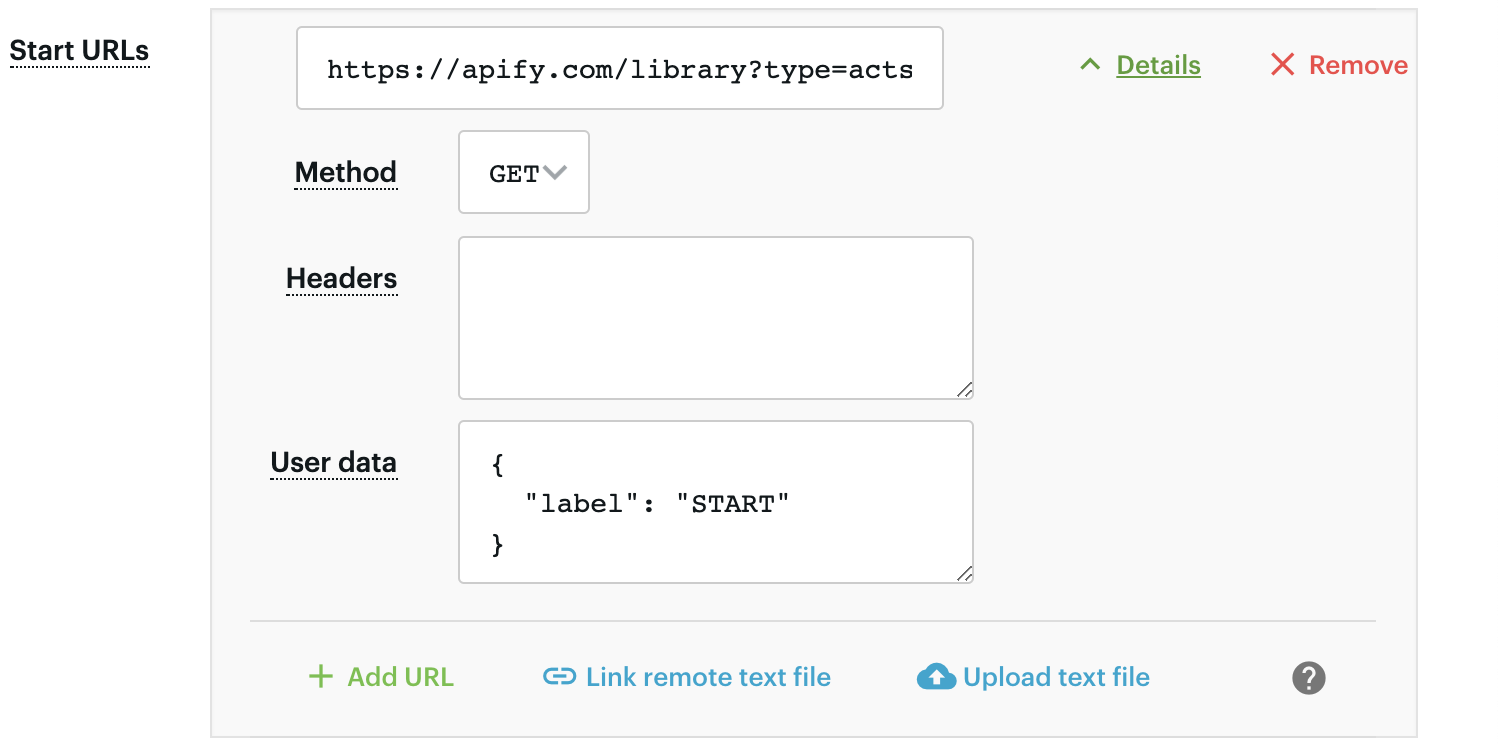 Start URLs
https://apify.com/library?type=acts
Details
Remove
Method
GET
Headers
User data
{
"label": "START"
}
Add URL
Link remote text file
Upload text file
?